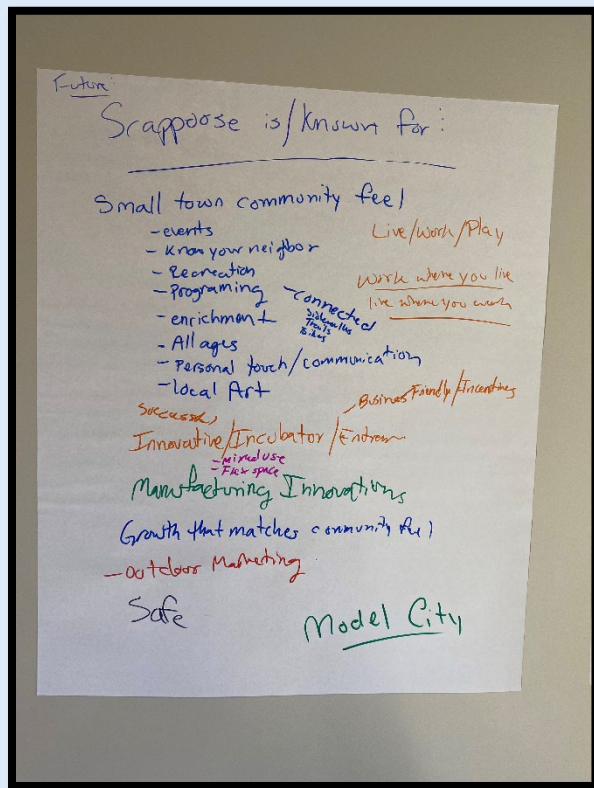 Future:
Scappoose is/known for:
Small town community feel
-events
- Know your neighbor
- Recreation
-Programing
- enrichment
- All ages
- Personal touch/communication
-local Art
-connected
Sidewalks
Trails
Bikes
Live/Work/Play
work where you live
live where you work
Successful
- Business Friendly/Incentives
Innovative/Incubator/Entrem
-mixed use
-Flex space
Manufacturing Innovations
Growth that matches community feel
-outdoor Marketing
Safe
Model City